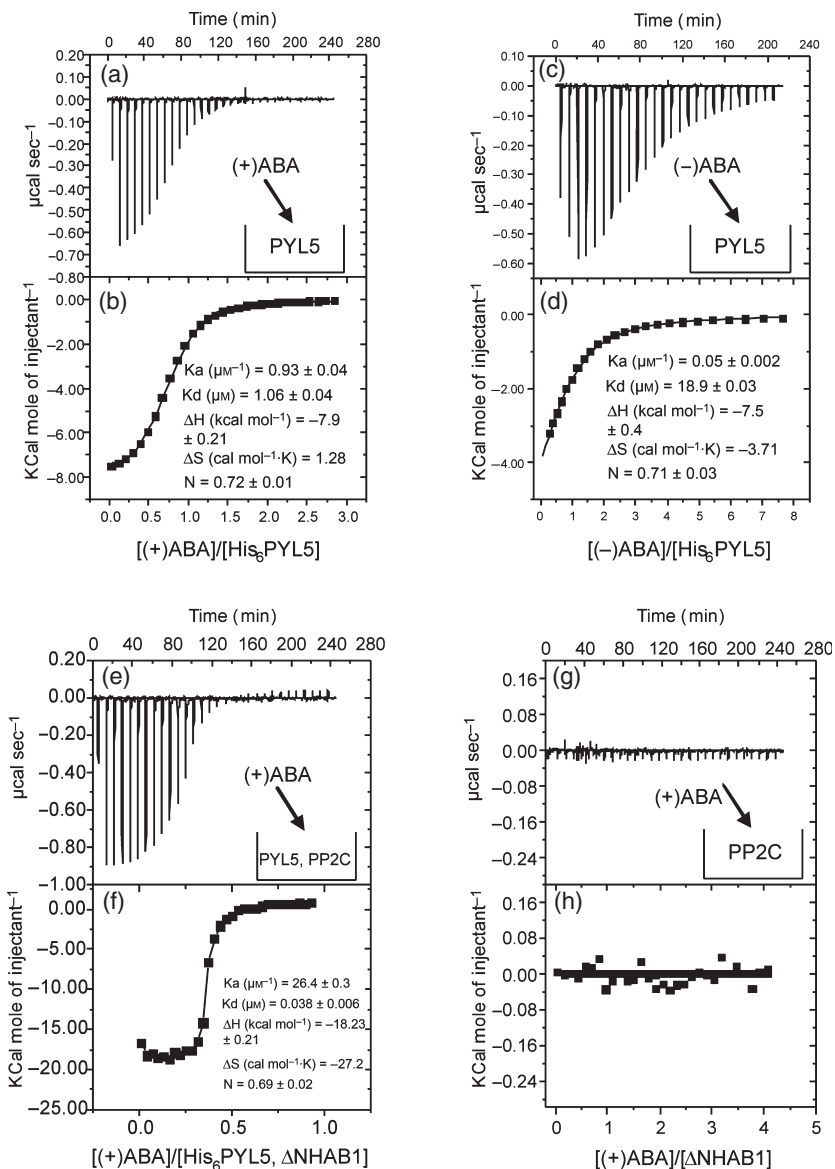 Time (min)
0 40 80 120 160 200 240 280
(a)
0.20
0.10
0.00
−0.10
−0.20
−0.30
−0.40
−0.50
−0.60
−0.70
−0.80
µcal sec⁻¹
(+)ABA
PYL5
(b)
0.00
−2.00
−4.00
−6.00
−8.00
KCal mole of injectant⁻¹
Ka (µM⁻¹) = 0.93 ± 0.04
Kd (µM) = 1.06 ± 0.04
ΔH (kcal mol⁻¹) = −7.9
± 0.21
ΔS (cal mol⁻¹·K) = 1.28
N = 0.72 ± 0.01
0.0 0.5 1.0 1.5 2.0 2.5 3.0
[(+)ABA]/[His₆PYL5]
Time (min)
0 40 80 120 160 200 240
(c)
0.10
0.00
−0.10
−0.20
−0.30
−0.40
−0.50
−0.60
µcal sec⁻¹
(−)ABA
PYL5
(d)
0.00
−2.00
−4.00
KCal mole of injectant⁻¹
Ka (µM⁻¹) = 0.05 ± 0.002
Kd (µM) = 18.9 ± 0.03
ΔH (kcal mol⁻¹) = −7.5
± 0.4
ΔS (cal mol⁻¹·K) = −3.71
N = 0.71 ± 0.03
0 1 2 3 4 5 6 7 8
[(−)ABA]/[His₆PYL5]
Time (min)
0 40 80 120 160 200 240 280
(e)
0.20
0.00
−0.20
−0.40
−0.60
−0.80
−1.00
µcal sec⁻¹
(+)ABA
PYL5, PP2C
(f)
0.00
−5.00
−10.00
−15.00
−20.00
−25.00
KCal mole of injectant⁻¹
Ka (µM⁻¹) = 26.4 ± 0.3
Kd (µM) = 0.038 ± 0.006
ΔH (kcal mol⁻¹) = −18.23
± 0.21
ΔS (cal mol⁻¹·K) = −27.2
N = 0.69 ± 0.02
0.0 0.5 1.0
[(+)ABA]/[His₆PYL5, ΔNHAB1]
Time (min)
0 40 80 120 160 200 240 280
(g)
0.16
0.08
0.00
−0.08
−0.16
−0.24
µcal sec⁻¹
(+)ABA
PP2C
(h)
0.16
0.08
0.00
−0.08
−0.16
−0.24
KCal mole of injectant⁻¹
0 1 2 3 4 5
[(+)ABA]/[ΔNHAB1]